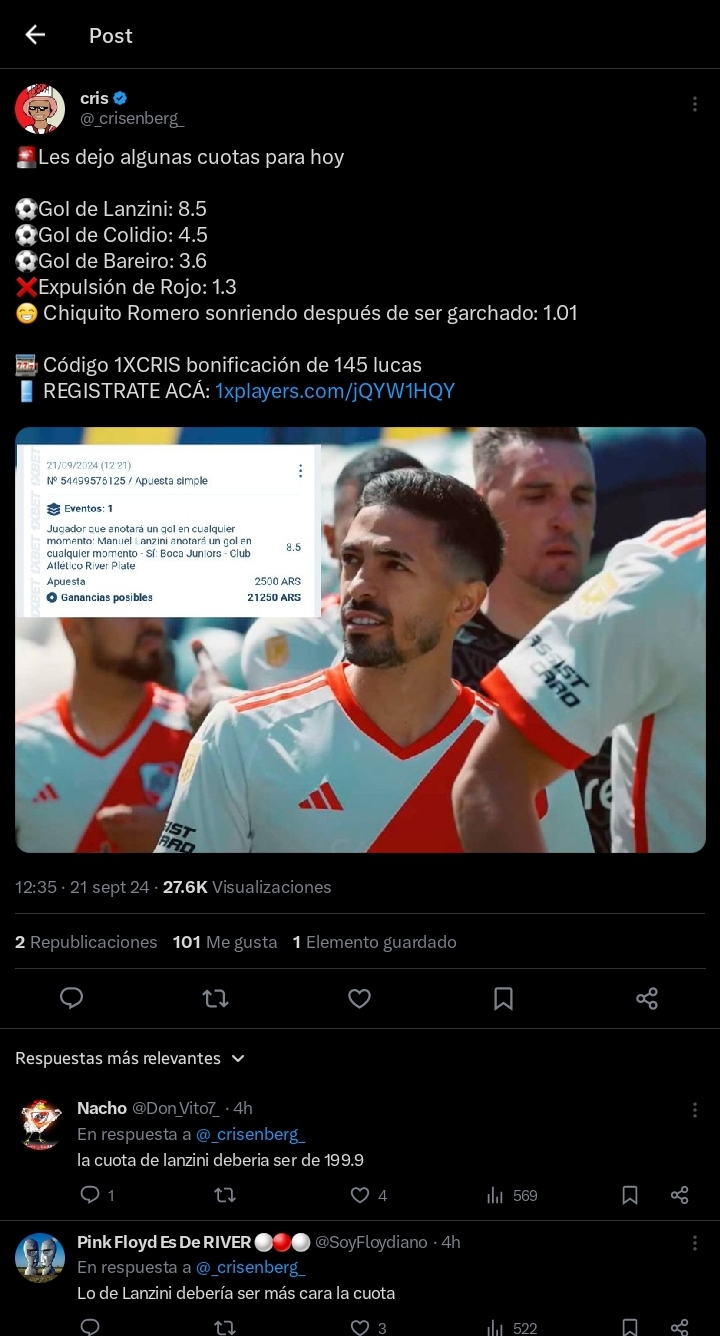 Post
cris
@_crisenberg_
🚨Les dejo algunas cuotas para hoy
⚽Gol de Lanzini: 8.5
⚽Gol de Colidio: 4.5
⚽Gol de Bareiro: 3.6
❌Expulsión de Rojo: 1.3
😁 Chiquito Romero sonriendo después de ser garchado: 1.01
🎰 Código 1XCRIS bonificación de 145 lucas
📱 REGISTRATE ACÁ: 1xplayers.com/jQYW1HQY
1XBET 1XBET 1XBET
21/09/2024 (12:21)
Nº 54499576125 / Apuesta simple
Eventos: 1
Jugador que anotará un gol en cualquier
momento: Manuel Lanzini anotará un gol en
cualquier momento - Sí: Boca Juniors - Club
Atlético River Plate
8.5
Apuesta 2500 ARS
Ganancias posibles 21250 ARS
ASSIST
CARD
12:35 · 21 sept 24 · 27.6K Visualizaciones
2 Republicaciones 101 Me gusta 1 Elemento guardado
Respuestas más relevantes
Nacho @Don_Vito7_ · 4h
En respuesta a @_crisenberg_
la cuota de lanzini deberia ser de 199.9
1 4 569
Pink Floyd Es De RIVER ⚪🔴⚪ @SoyFloydiano · 4h
En respuesta a @_crisenberg_
Lo de Lanzini debería ser más cara la cuota
3 522